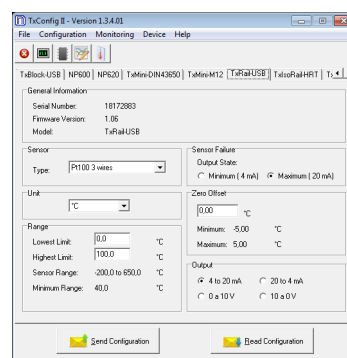 TxConfig II - Version 1.3.4.01
File Configuration Monitoring Device Help
TxBlock-USB NP600 NP620 TxMini-DIN43650 TxMini-M12 TxRail-USB TxIsoRail-HRT
General Information
Serial Number: 18172883
Firmware Version: 1.06
Model: TxRail-USB
Sensor
Type: Pt100 3 wires
Sensor Failure
Output State:
Minimum ( 4 mA) Maximum ( 20 mA)
Unit
°C
Zero Offset
0,00 °C
Minimum: -5,00 °C
Maximum: 5,00 °C
Range
Lowest Limit: 0,0 °C
Highest Limit: 100,0 °C
Sensor Range: -200,0 to 650,0 °C
Minimum Range: 40,0 °C
Output
4 to 20 mA 20 to 4 mA
0 a 10 V 10 a 0 V
Send Configuration Read Configuration